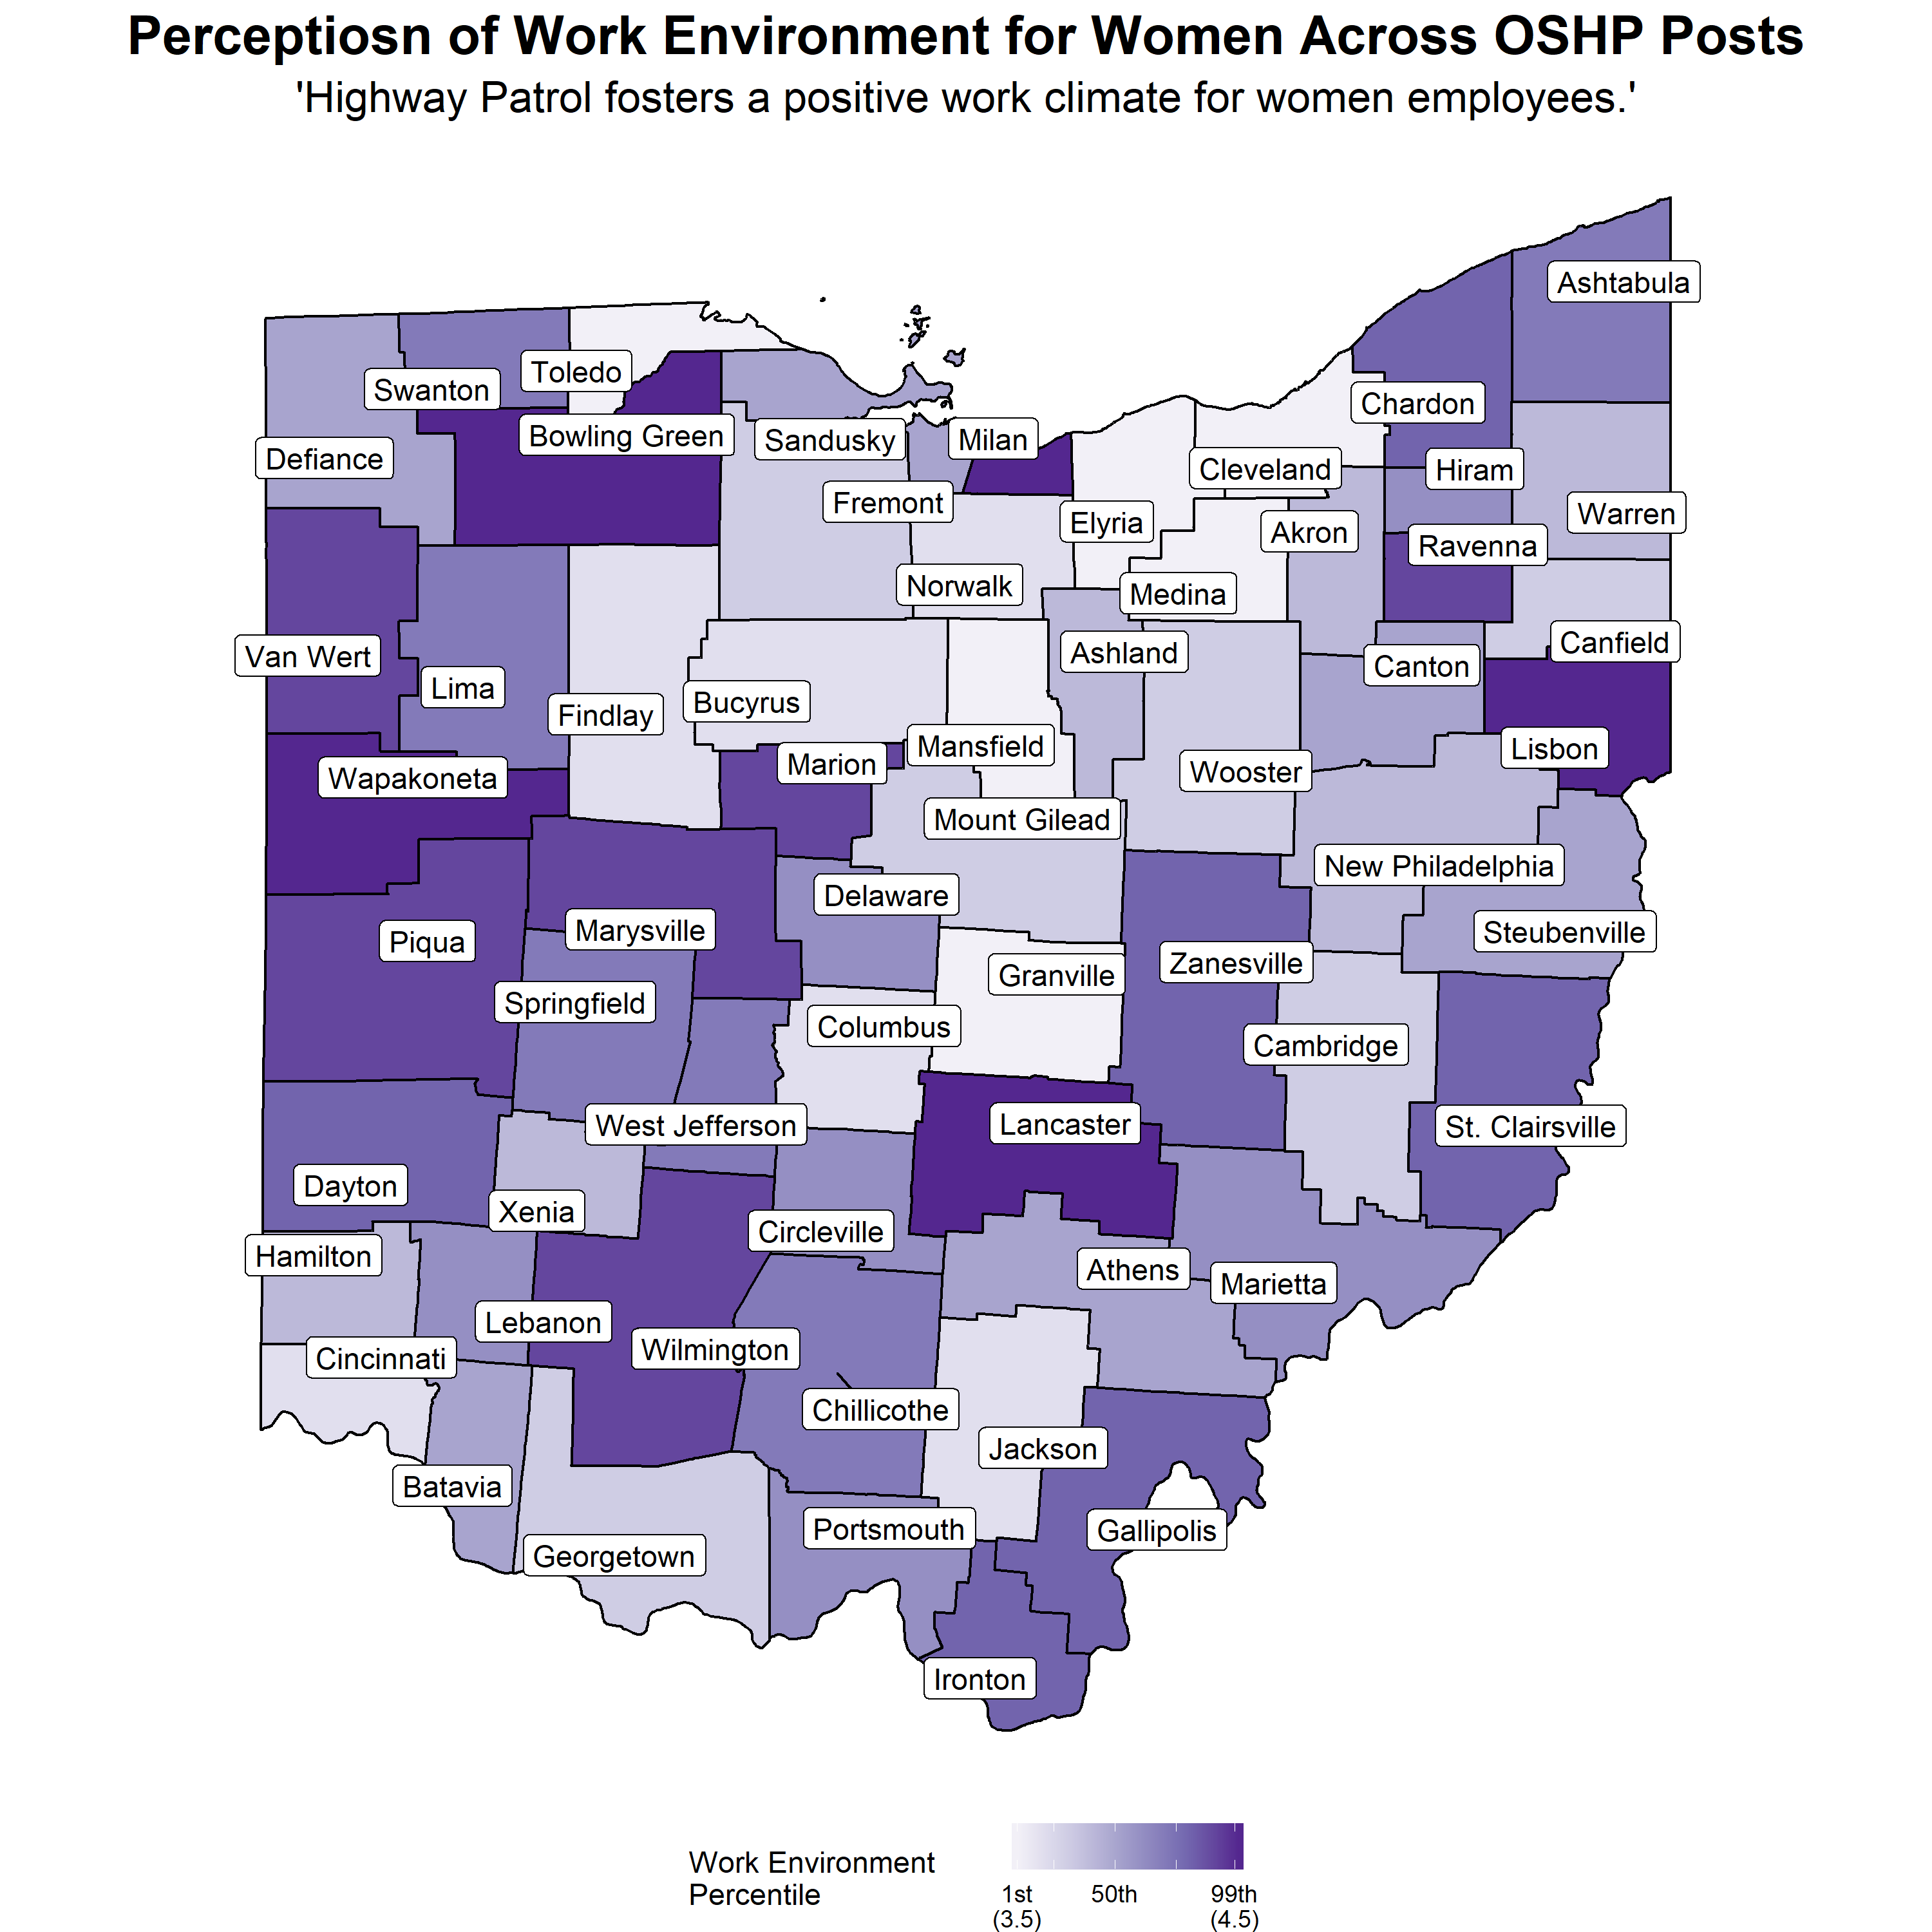 Perceptiosn of Work Environment for Women Across OSHP Posts
'Highway Patrol fosters a positive work climate for women employees.'
Ashtabula
Toledo
Swanton
Chardon
Bowling Green
Sandusky
Milan
Defiance
Cleveland
Hiram
Fremont
Warren
Elyria
Akron
Ravenna
Norwalk
Medina
Canfield
Ashland
Van Wert
Canton
Lima
Bucyrus
Findlay
Mansfield
Lisbon
Marion
Wooster
Wapakoneta
Mount Gilead
New Philadelphia
Delaware
Marysville
Steubenville
Piqua
Zanesville
Granville
Springfield
Columbus
Cambridge
Lancaster
West Jefferson
St. Clairsville
Dayton
Xenia
Circleville
Hamilton
Athens
Marietta
Lebanon
Wilmington
Cincinnati
Chillicothe
Jackson
Batavia
Portsmouth
Gallipolis
Georgetown
Ironton
Work Environment
Percentile
1st
(3.5)
50th
99th
(4.5)